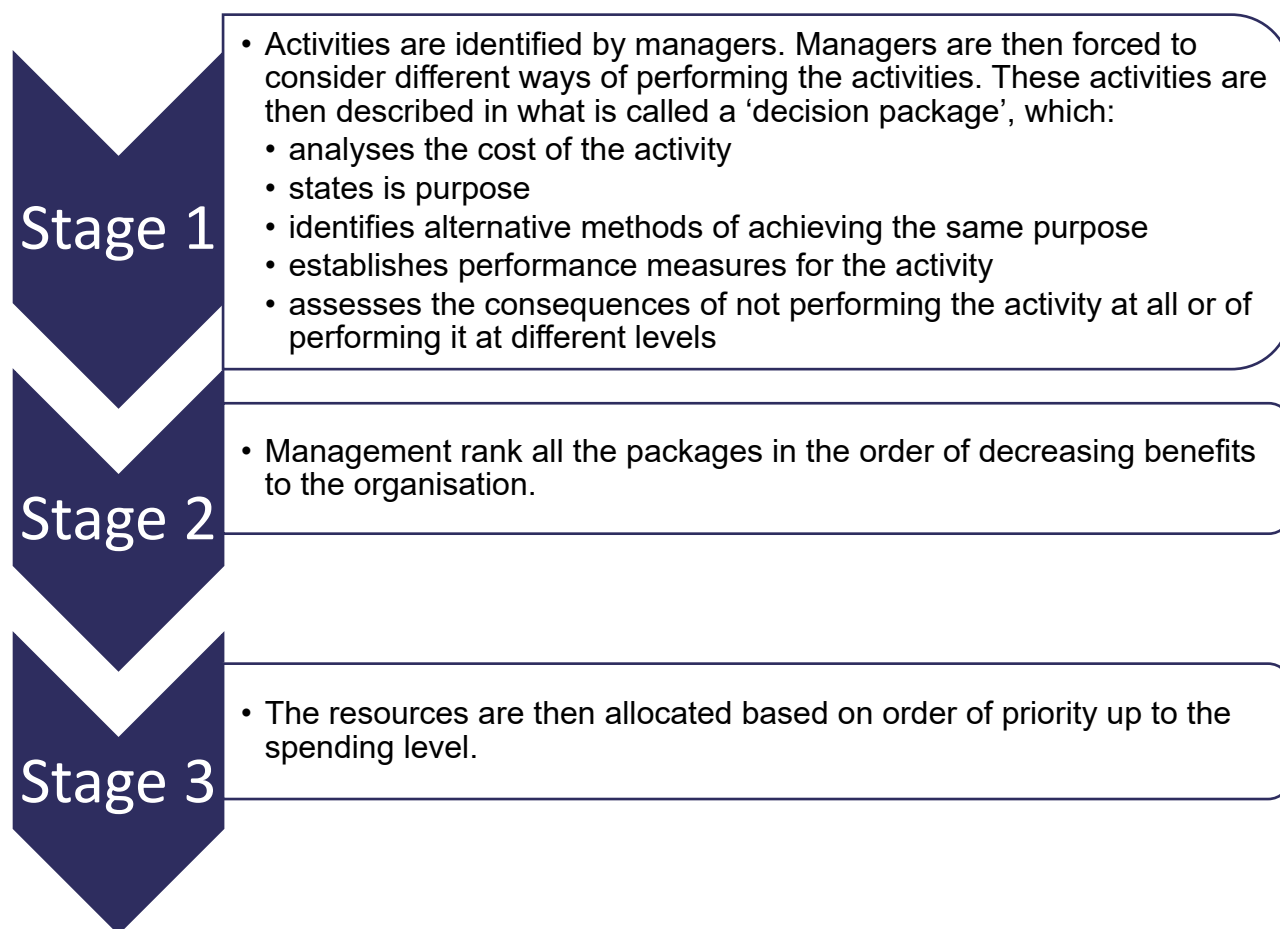 • Activities are identified by managers. Managers are then forced to
consider different ways of performing the activities. These activities are
then described in what is called a ‘decision package’, which:
• analyses the cost of the activity
• states is purpose
• identifies alternative methods of achieving the same purpose
• establishes performance measures for the activity
• assesses the consequences of not performing the activity at all or of
performing it at different levels
Stage 1
• Management rank all the packages in the order of decreasing benefits
to the organisation.
Stage 2
• The resources are then allocated based on order of priority up to the
spending level.
Stage 3